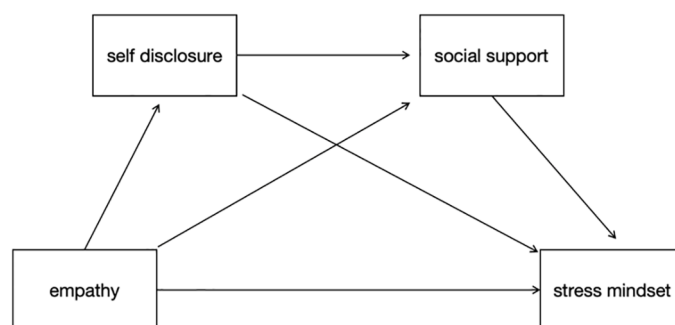 self disclosure
social support
empathy
stress mindset